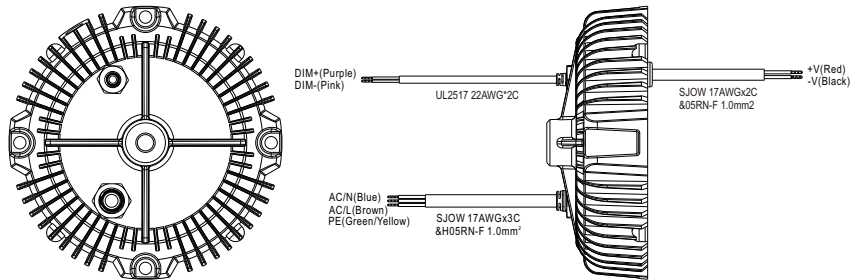 DIM+(Purple)
DIM-(Pink)
UL2517 22AWG*2C
+V(Red)
-V(Black)
SJOW 17AWGx2C
&05RN-F 1.0mm2
AC/N(Blue)
AC/L(Brown)
PE(Green/Yellow)
SJOW 17AWGx3C
&H05RN-F 1.0mm²